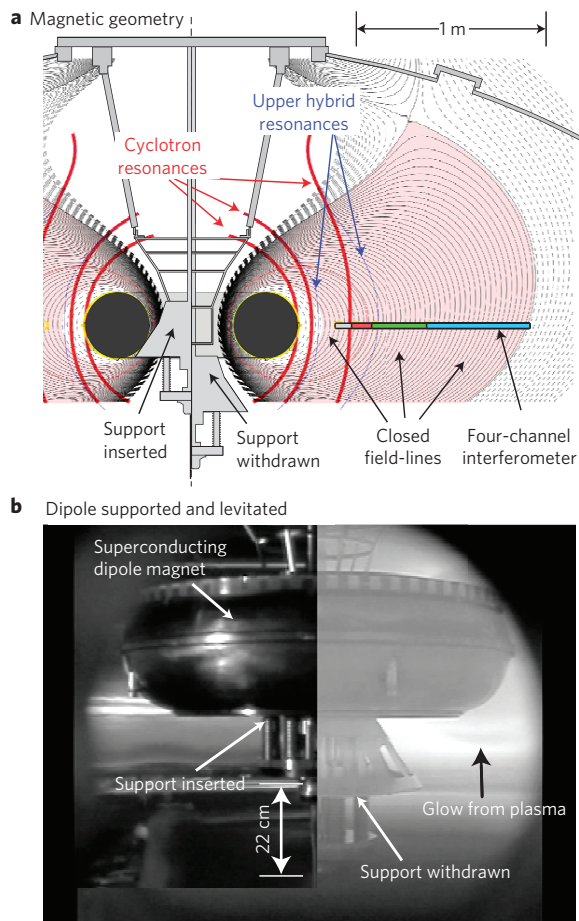 a Magnetic geometry
1 m
Upper hybrid
resonances
Cyclotron
resonances
Support
inserted
Support
withdrawn
Closed
field-lines
Four-channel
interferometer
b Dipole supported and levitated
Superconducting
dipole magnet
Support inserted
22 cm
Glow from plasma
Support withdrawn